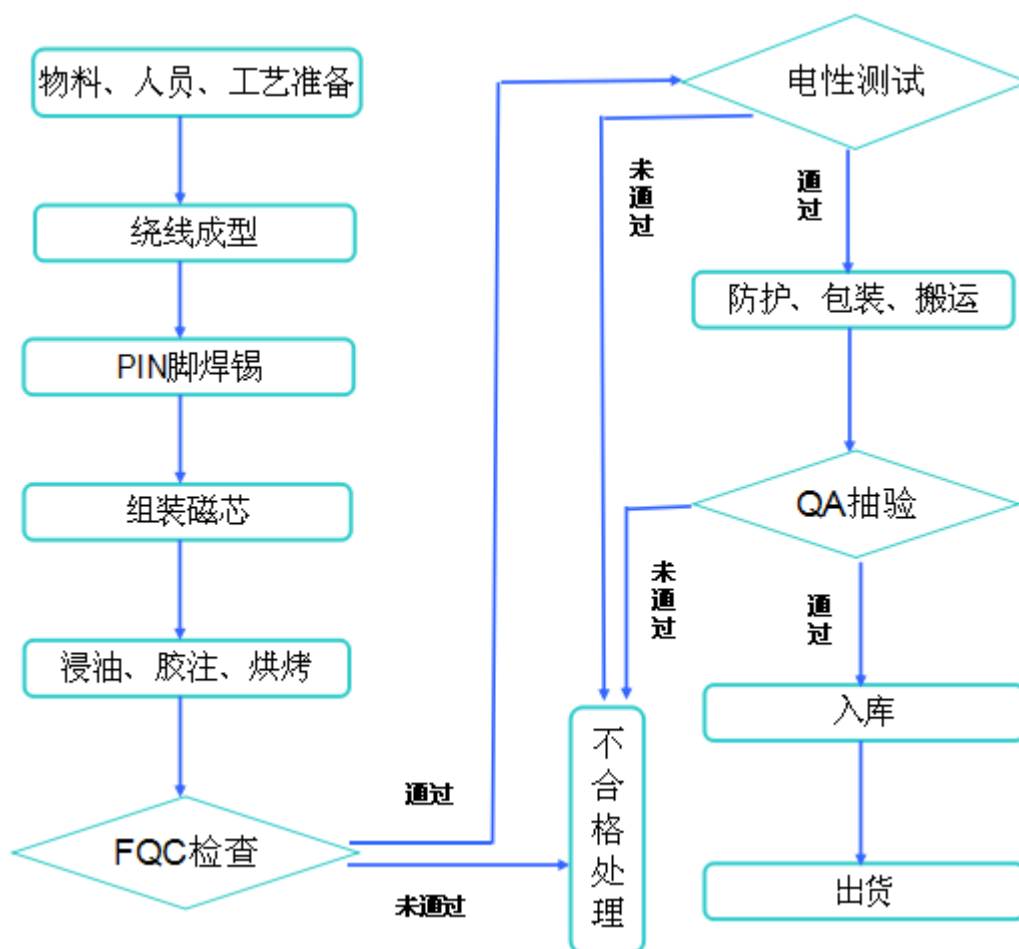 物料、人员、工艺准备
绕线成型
PIN脚焊锡
组装磁芯
浸油、胶注、烘烤
FQC检查
通过
未通过
电性测试
未通过
通过
防护、包装、搬运
QA抽验
未通过
通过
不合格处理
入库
出货